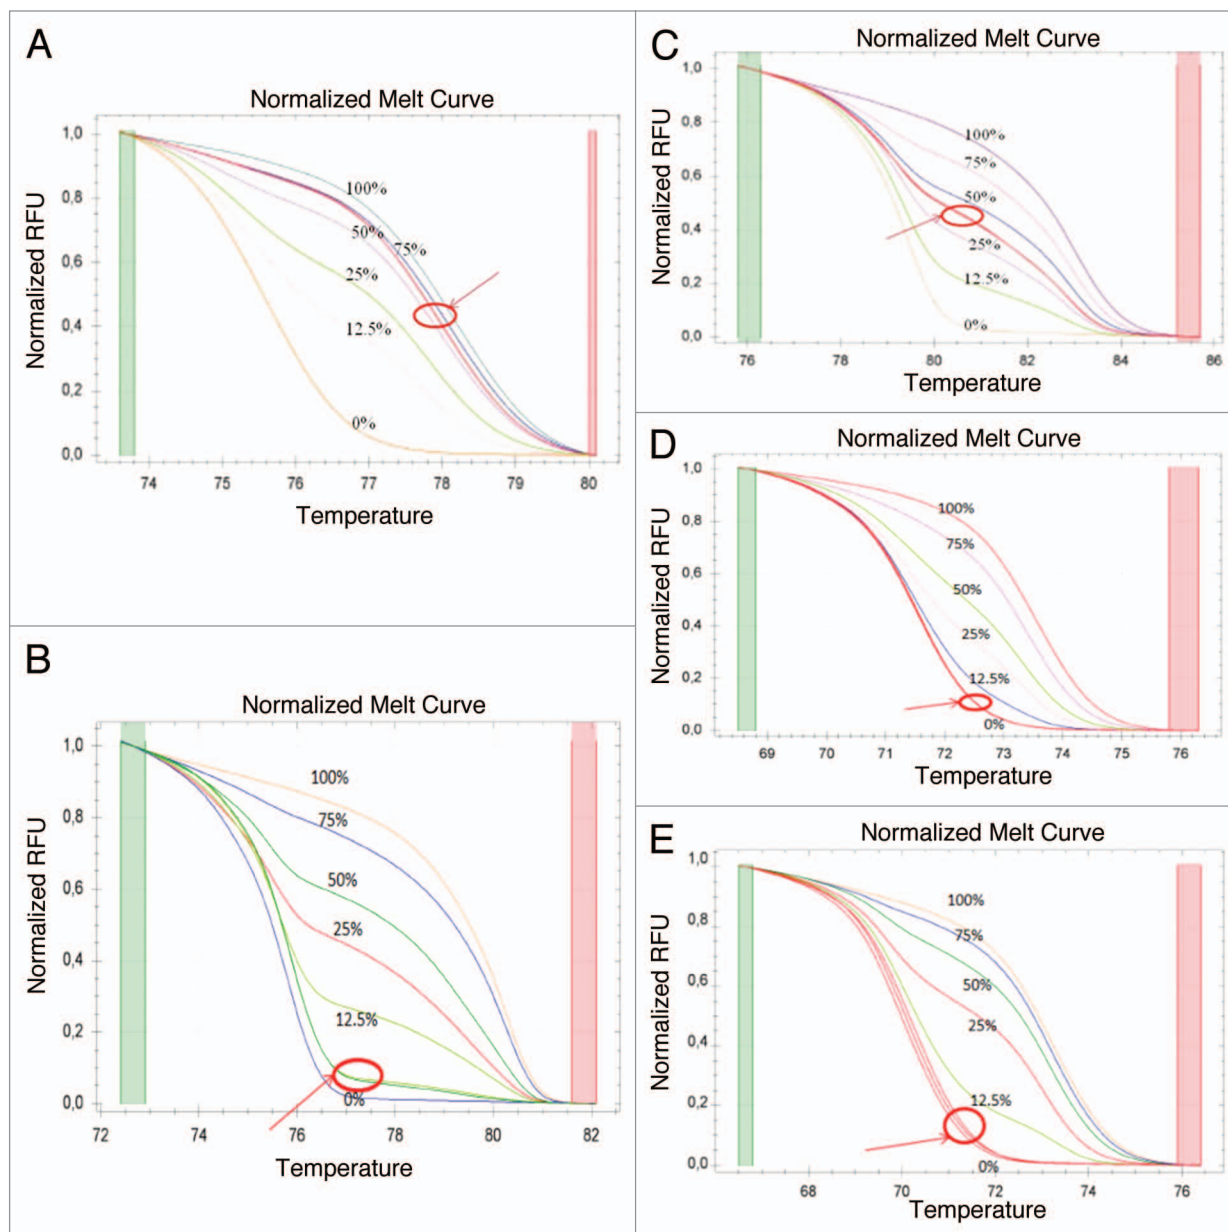 A
Normalized Melt Curve
Normalized RFU
1,0
0,8
0,6
0,4
0,2
0,0
100%
50%
75%
25%
12.5%
0%
74 75 76 77 78 79 80
Temperature
B
Normalized Melt Curve
Normalized RFU
1,0
0,8
0,6
0,4
0,2
0,0
100%
75%
50%
25%
12.5%
0%
72 74 76 78 80 82
Temperature
C
Normalized Melt Curve
Normalized RFU
1,0
0,8
0,6
0,4
0,2
0,0
100%
75%
50%
25%
12.5%
0%
76 78 80 82 84 86
Temperature
D
Normalized Melt Curve
Normalized RFU
1,0
0,8
0,6
0,4
0,2
0,0
100%
75%
50%
25%
12.5%
0%
69 70 71 72 73 74 75 76
Temperature
E
Normalized Melt Curve
Normalized RFU
1,0
0,8
0,6
0,4
0,2
0,0
100%
75%
50%
25%
12.5%
0%
68 70 72 74 76
Temperature